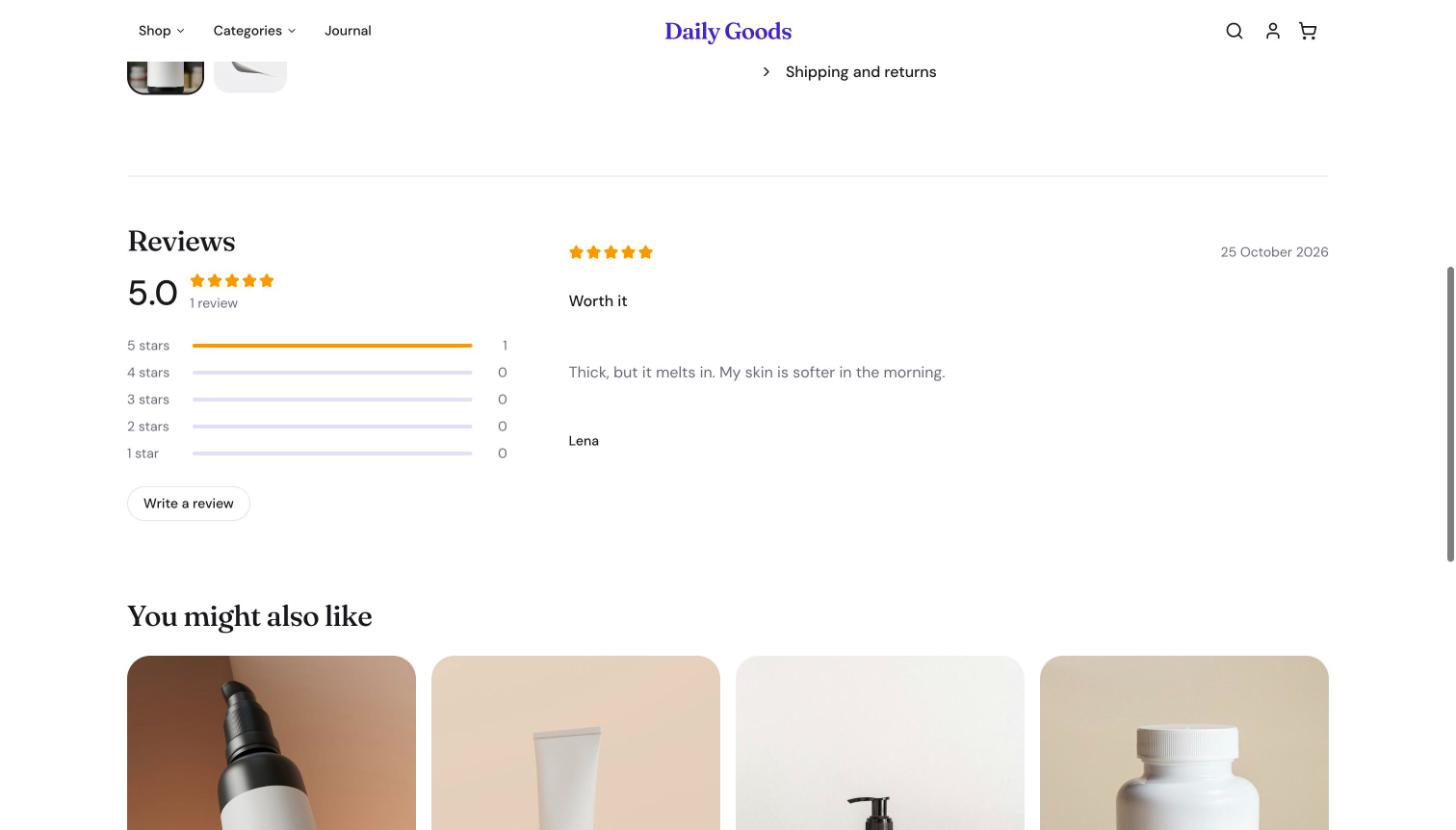 Shop
Categories
Journal
Daily Goods
Shipping and returns
Reviews
5.0
1 review
5 stars 1
4 stars 0
3 stars 0
2 stars 0
1 star 0
Write a review
25 October 2026
Worth it
Thick, but it melts in. My skin is softer in the morning.
Lena
You might also like